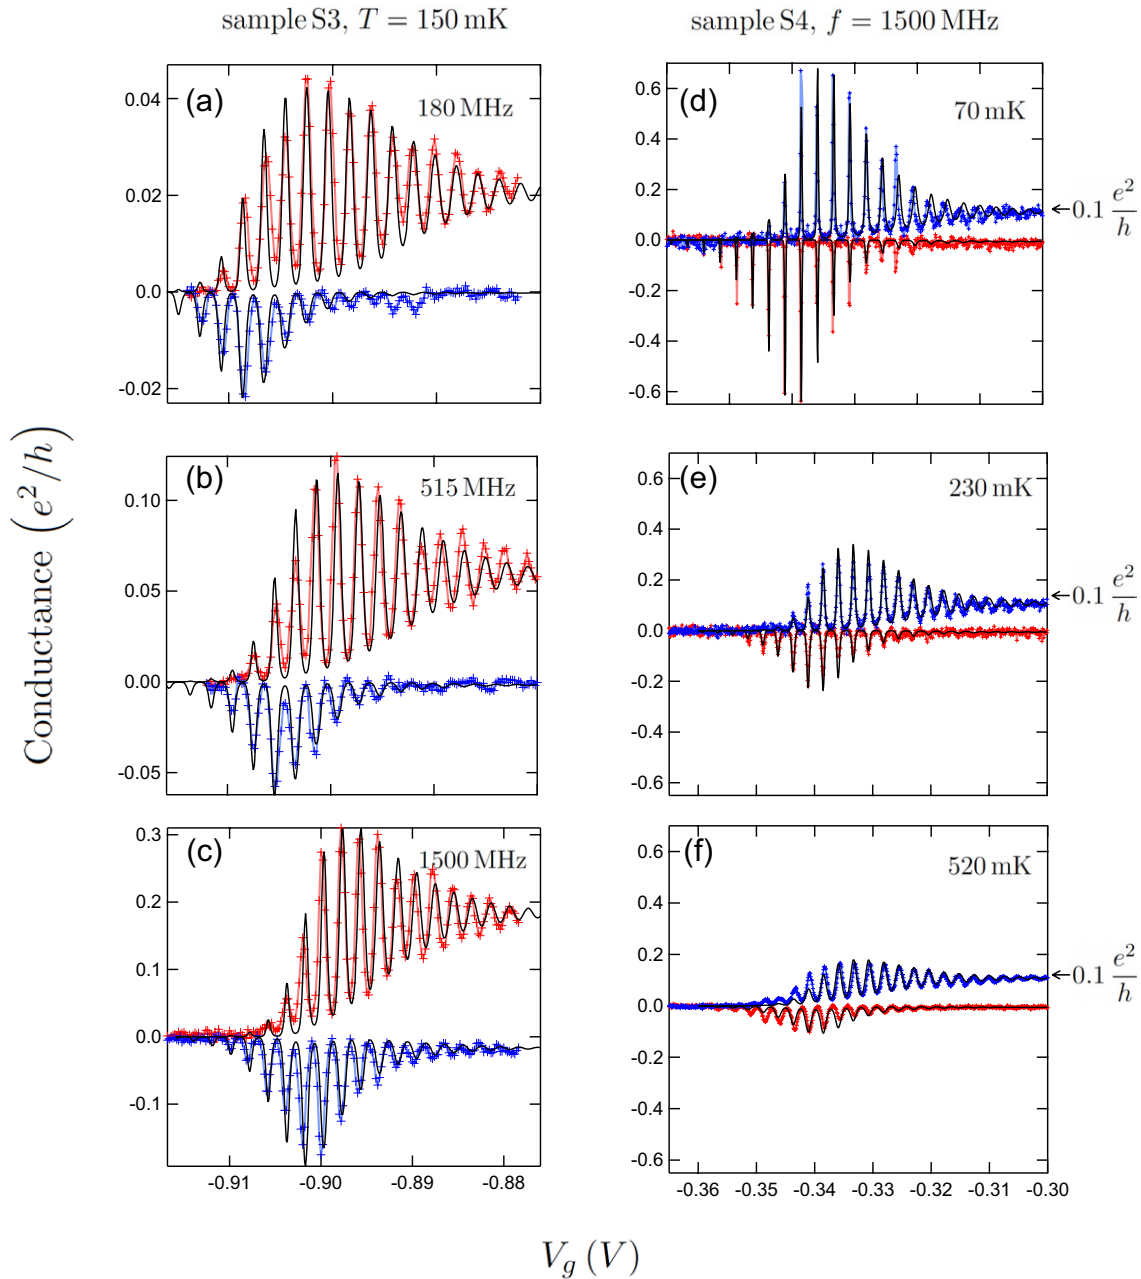 sample S3, T = 150 mK
sample S4, f = 1500 MHz
(a)
180 MHz
0.04
0.02
0.0
-0.02
(d)
70 mK
0.6
0.4
0.2
0.0
-0.2
-0.4
-0.6
←0.1 e²/h
Conductance (e²/h)
(b)
515 MHz
0.10
0.05
0.00
-0.05
(e)
230 mK
0.6
0.4
0.2
0.0
-0.2
-0.4
-0.6
←0.1 e²/h
(c)
1500 MHz
0.3
0.2
0.1
0.0
-0.1
-0.91 -0.90 -0.89 -0.88
(f)
520 mK
0.6
0.4
0.2
0.0
-0.2
-0.4
-0.6
←0.1 e²/h
-0.36 -0.35 -0.34 -0.33 -0.32 -0.31 -0.30
V_g (V)